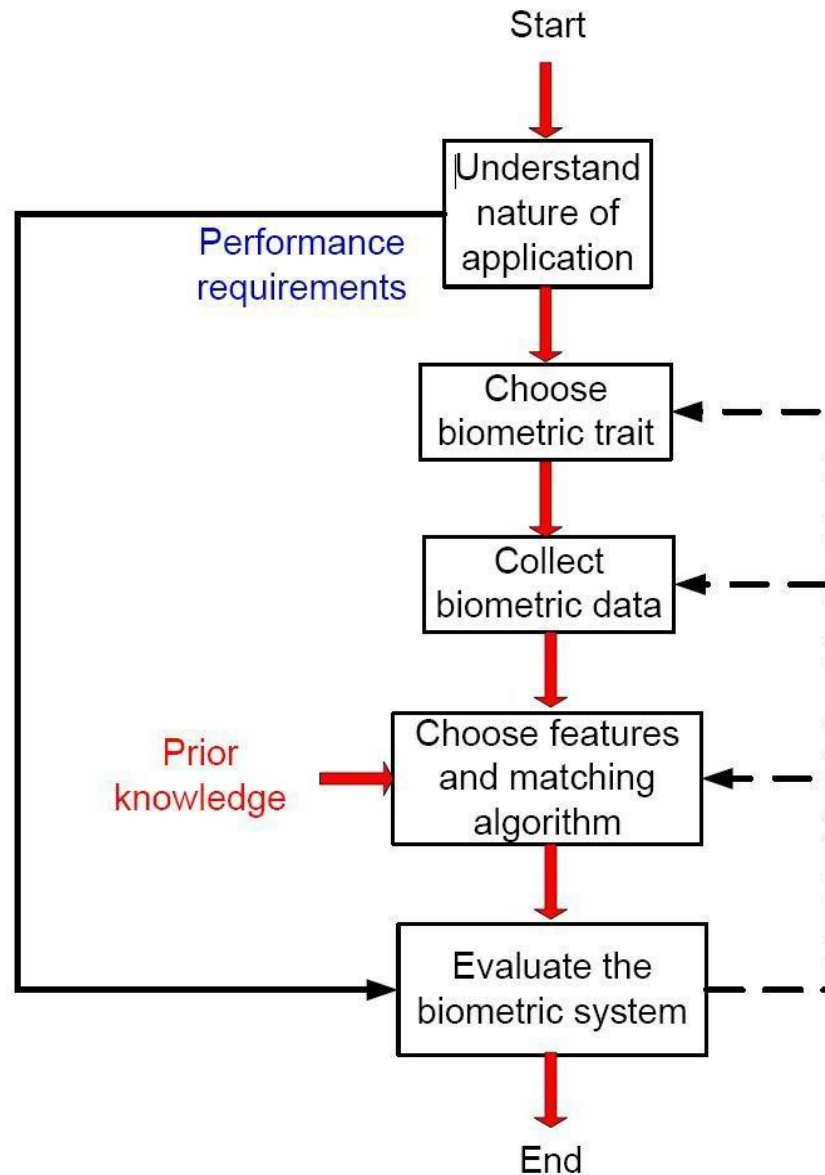 Start
Understand
nature of
application
Performance
requirements
Choose
biometric trait
Collect
biometric data
Choose features
and matching
algorithm
Prior
knowledge
Evaluate the
biometric system
End